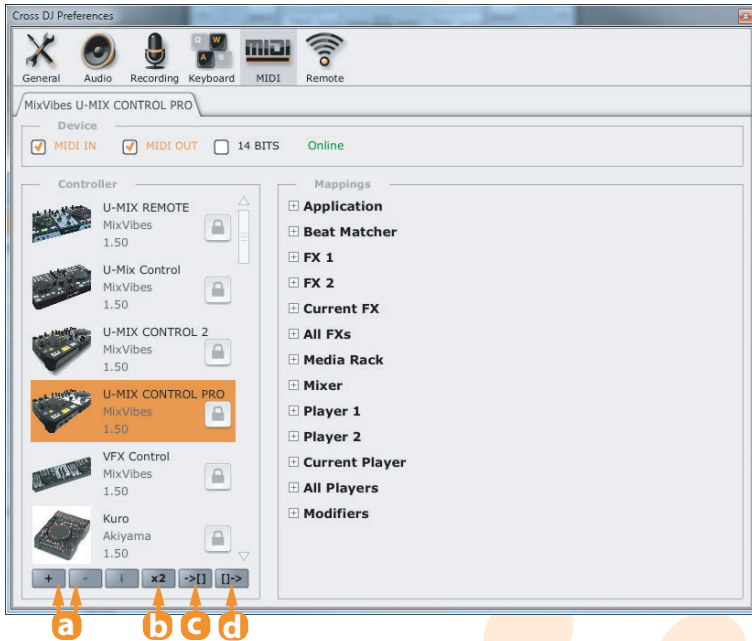 Cross DJ Preferences
Q W
A S
General Audio Recording Keyboard MIDI Remote
MixVibes U-MIX CONTROL PRO
Device
MIDI IN MIDI OUT 14 BITS Online
Controller
U-MIX REMOTE
MixVibes
1.50
U-Mix Control
MixVibes
1.50
U-MIX CONTROL 2
MixVibes
1.50
U-MIX CONTROL PRO
MixVibes
1.50
VFX Control
MixVibes
1.50
Kuro
Akiyama
1.50
+ - i x2 ->[] []->
a b c d
Mappings
Application
Beat Matcher
FX 1
FX 2
Current FX
All FXs
Media Rack
Mixer
Player 1
Player 2
Current Player
All Players
Modifiers